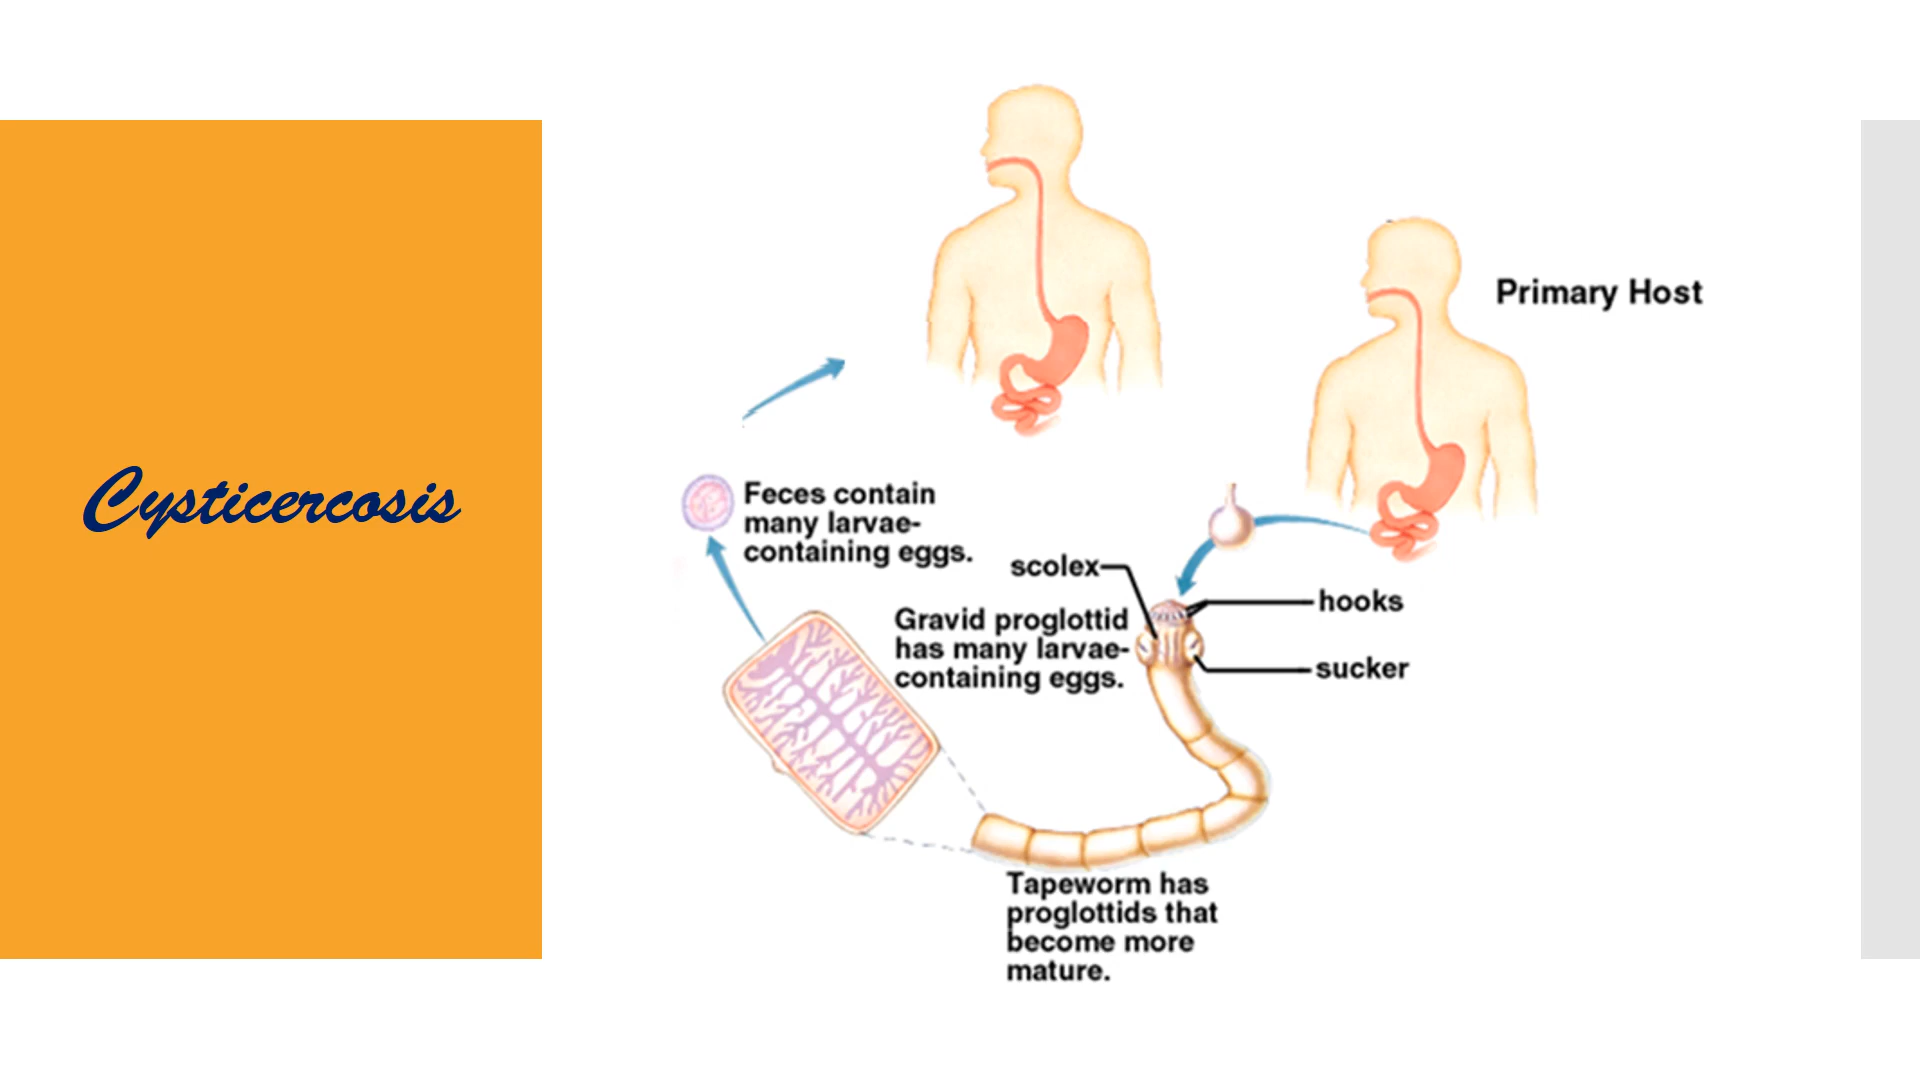 Cysticercosis
Primary Host
Feces contain
many larvae-
containing eggs.
scolex
hooks
Gravid proglottid
has many larvae-
containing eggs.
sucker
Tapeworm has
proglottids that
become more
mature.